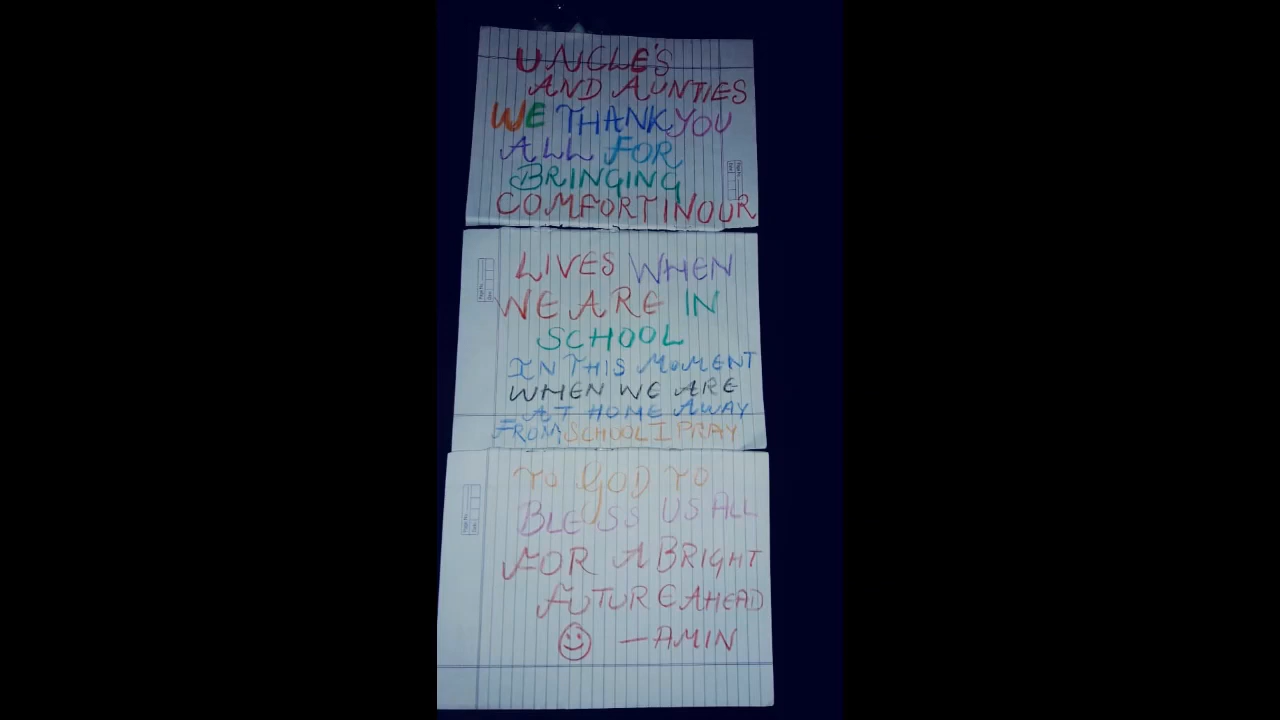 UNCLE'S
AND AUNTIES
WE THANK YOU
ALL FOR
BRINGING
COMFORT IN OUR
LIVES WHEN
WE ARE IN
SCHOOL
IN THIS MOMENT
WHEN WE ARE
AT HOME AWAY
FROM SCHOOL I PRAY
TO GOD TO
BLESS US ALL
FOR A BRIGHT
FUTURE AHEAD
—AMIN